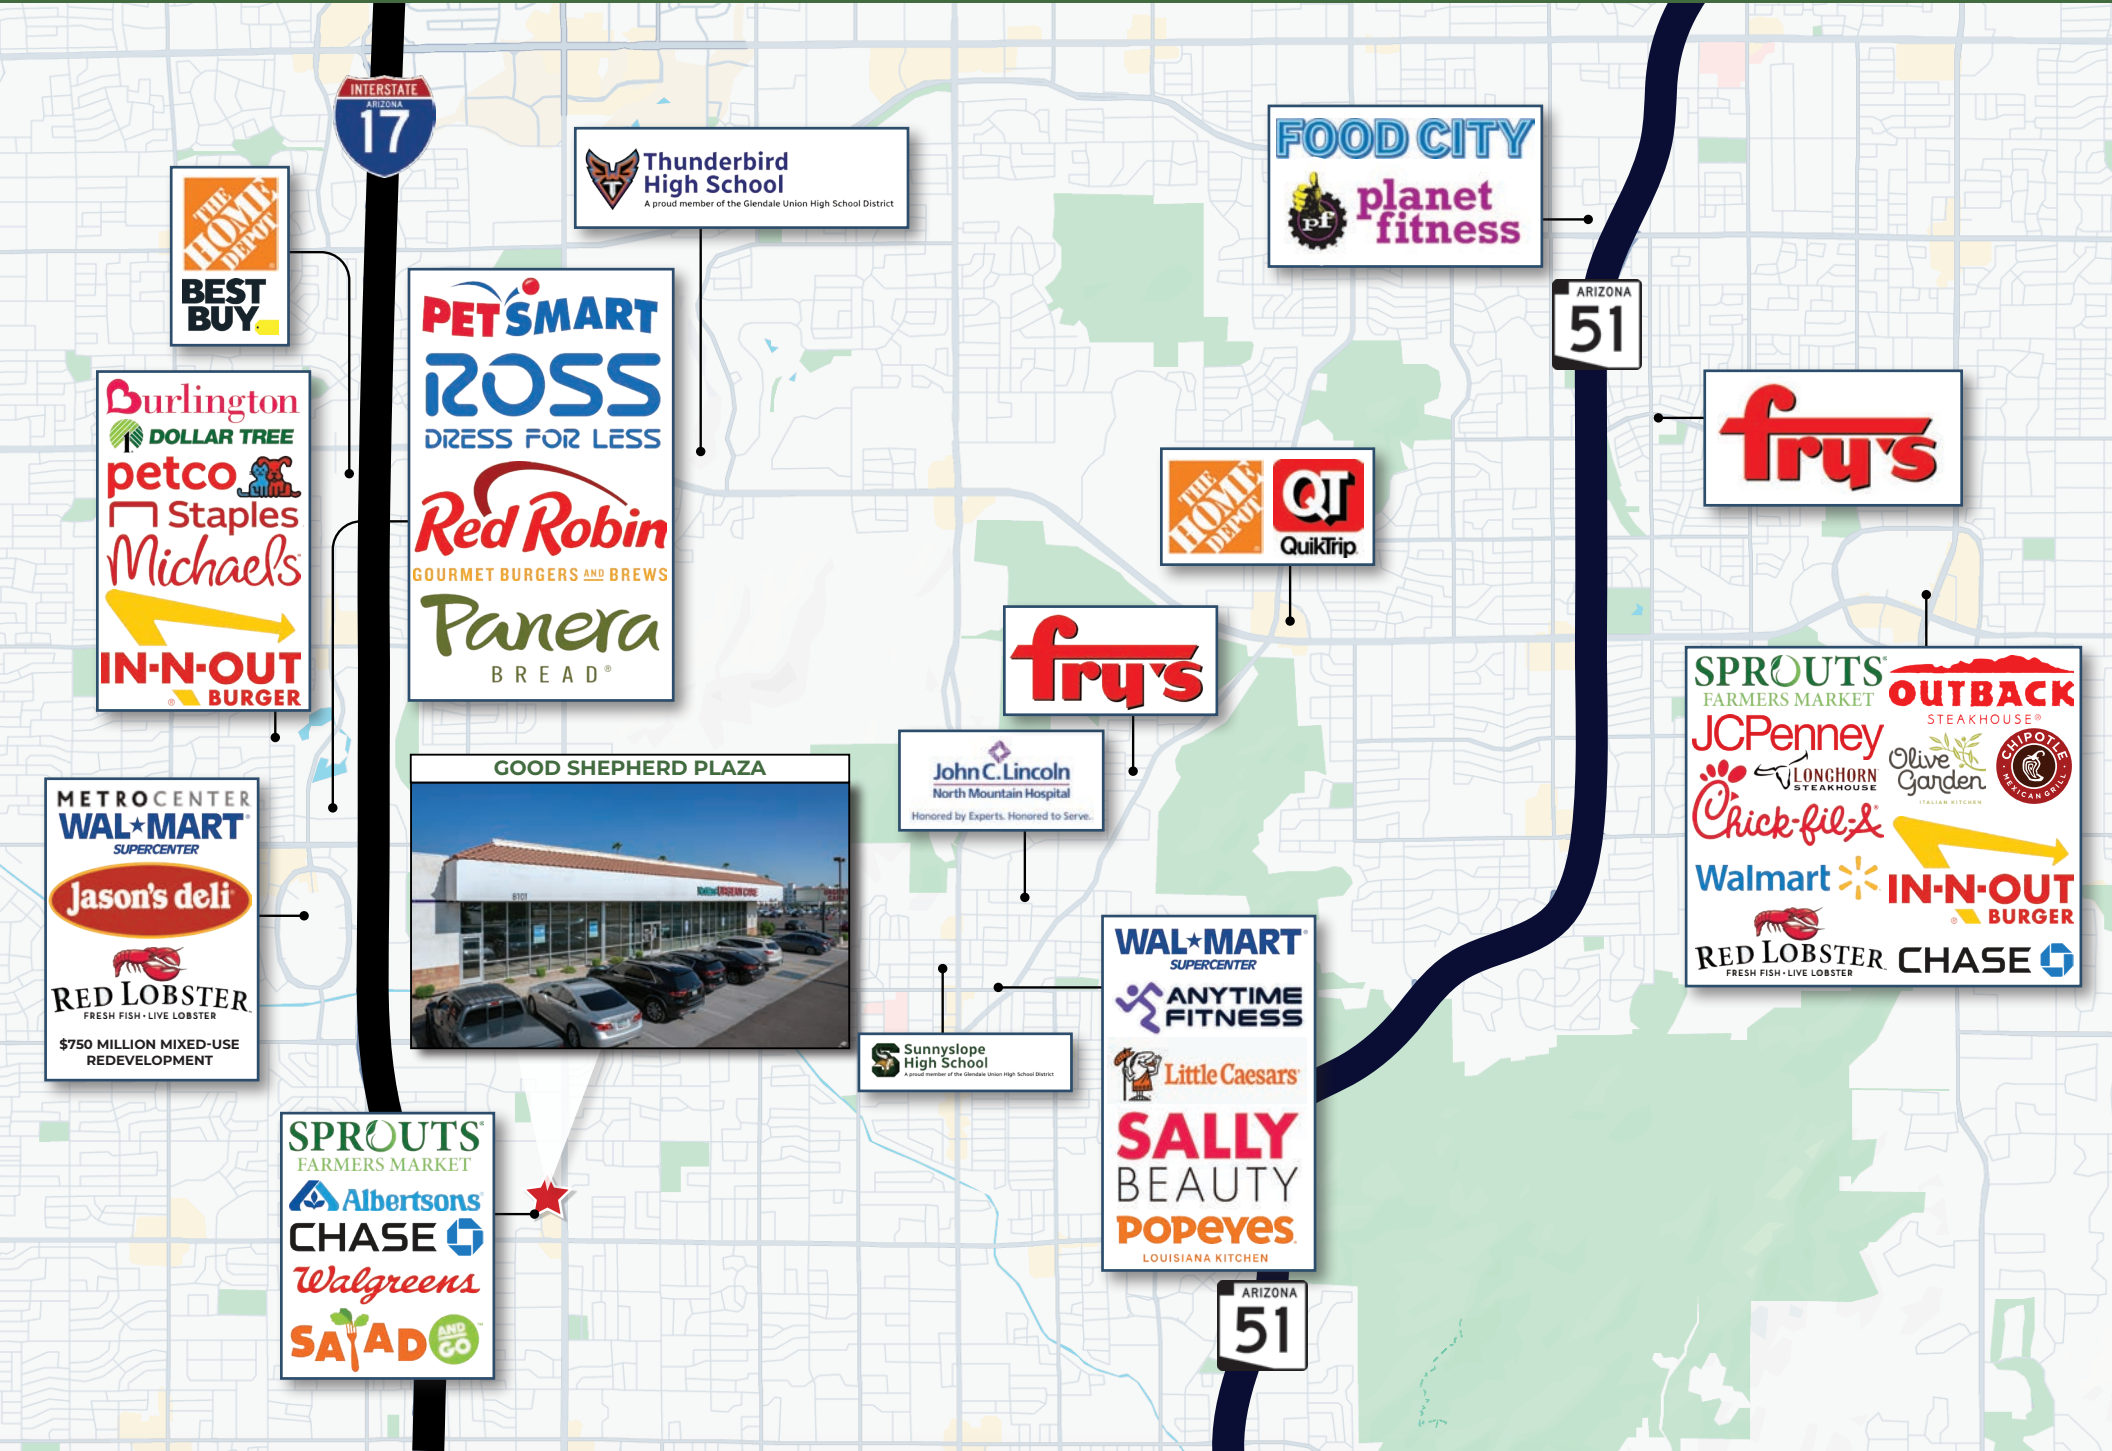 INTERSTATE
ARIZONA
17
THE
HOME
DEPOT
BEST
BUY
Thunderbird
High School
A proud member of the Glendale Union High School District
FOOD CITY
pf
planet
fitness
ARIZONA
51
PETSMART
ROSS
DRESS FOR LESS
Red Robin
GOURMET BURGERS AND BREWS
Panera
BREAD®
Burlington
DOLLAR TREE
petco
Staples
Michaels
IN-N-OUT
® BURGER
fry's
THE
HOME
DEPOT
QT
QuikTrip
fry's
John C. Lincoln
North Mountain Hospital
Honored by Experts. Honored to Serve.
SPROUTS®
FARMERS MARKET
OUTBACK
STEAKHOUSE®
JCPenney
LONGHORN
STEAKHOUSE
Olive
Garden
ITALIAN KITCHEN
CHIPOTLE
MEXICAN GRILL
Chick-fil-A®
Walmart
IN-N-OUT
® BURGER
RED LOBSTER
FRESH FISH • LIVE LOBSTER
CHASE
METROCENTER
WAL★MART®
SUPERCENTER
Jason's deli
RED LOBSTER
FRESH FISH • LIVE LOBSTER
$750 MILLION MIXED-USE
REDEVELOPMENT
GOOD SHEPHERD PLAZA
8101
URGENT CARE
WAL★MART®
SUPERCENTER
ANYTIME
FITNESS
Little Caesars
SALLY
BEAUTY
POPEYES
LOUISIANA KITCHEN
S
Sunnyslope
High School
A proud member of the Glendale Union High School District
SPROUTS®
FARMERS MARKET
Albertsons
CHASE
Walgreens
SALAD AND
GO
ARIZONA
51